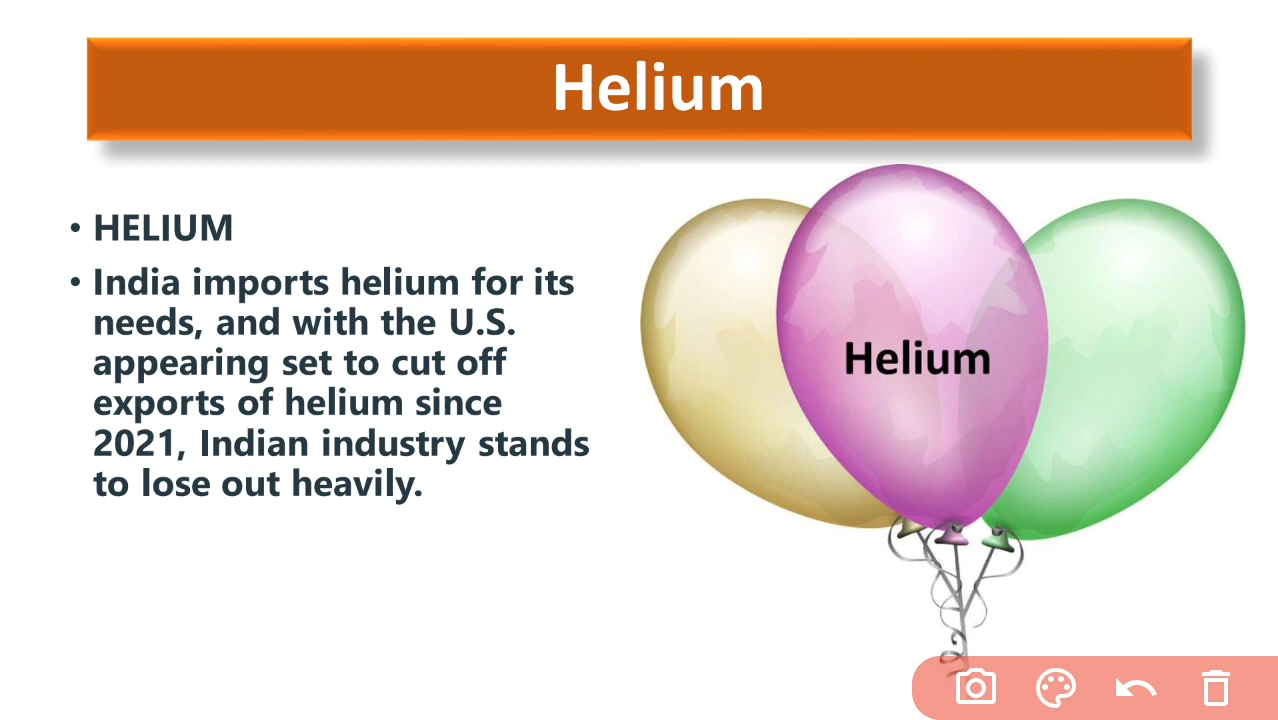 Helium
• HELIUM
• India imports helium for its
needs, and with the U.S.
appearing set to cut off
exports of helium since
2021, Indian industry stands
to lose out heavily.
Helium